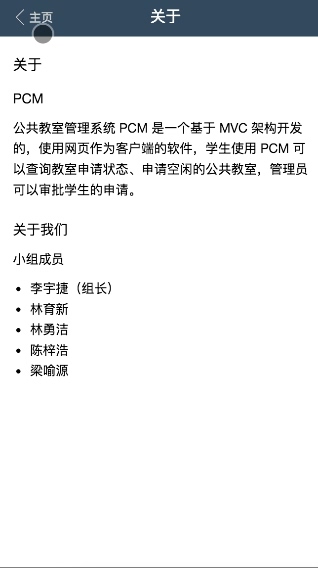 主页
关于
关于
PCM
公共教室管理系统 PCM 是一个基于 MVC 架构开发
的，使用网页作为客户端的软件，学生使用 PCM 可
以查询教室申请状态、申请空闲的公共教室，管理员
可以审批学生的申请。
关于我们
小组成员
• 李宇捷（组长）
• 林育新
• 林勇洁
• 陈梓浩
• 梁喻源